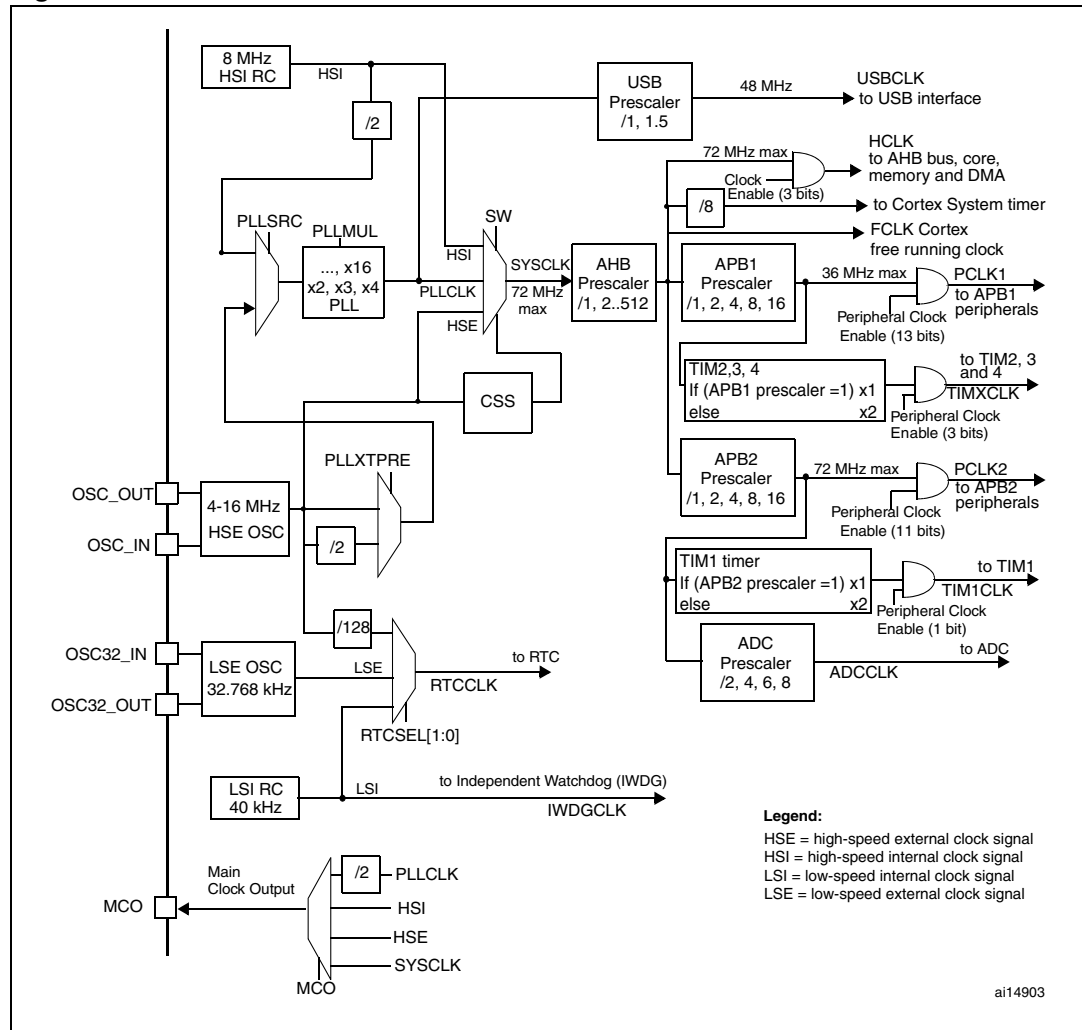 8 MHz
HSI RC
HSI
/2
USB
Prescaler
/1, 1.5
48 MHz
USBCLK
to USB interface
72 MHz max
Clock
Enable (3 bits)
HCLK
to AHB bus, core,
memory and DMA
/8
to Cortex System timer
FCLK Cortex
free running clock
PLLSRC
PLLMUL
..., x16
x2, x3, x4
PLL
SW
HSI
PLLCLK
HSE
SYSCLK
72 MHz
max
AHB
Prescaler
/1, 2..512
APB1
Prescaler
/1, 2, 4, 8, 16
36 MHz max
PCLK1
to APB1
peripherals
Peripheral Clock
Enable (13 bits)
TIM2,3, 4
If (APB1 prescaler =1) x1
else x2
to TIM2, 3
and 4
TIMXCLK
Peripheral Clock
Enable (3 bits)
CSS
PLLXTPRE
OSC_OUT
OSC_IN
4-16 MHz
HSE OSC
/2
APB2
Prescaler
/1, 2, 4, 8, 16
72 MHz max
PCLK2
to APB2
peripherals
Peripheral Clock
Enable (11 bits)
TIM1 timer
If (APB2 prescaler =1) x1
else x2
to TIM1
TIM1CLK
Peripheral Clock
Enable (1 bit)
ADC
Prescaler
/2, 4, 6, 8
to ADC
ADCCLK
/128
OSC32_IN
OSC32_OUT
LSE OSC
32.768 kHz
LSE
to RTC
RTCCLK
RTCSEL[1:0]
LSI RC
40 kHz
LSI
to Independent Watchdog (IWDG)
IWDGCLK
Legend:
HSE = high-speed external clock signal
HSI = high-speed internal clock signal
LSI = low-speed internal clock signal
LSE = low-speed external clock signal
MCO
Main
Clock Output
/2
PLLCLK
HSI
HSE
SYSCLK
MCO
ai14903